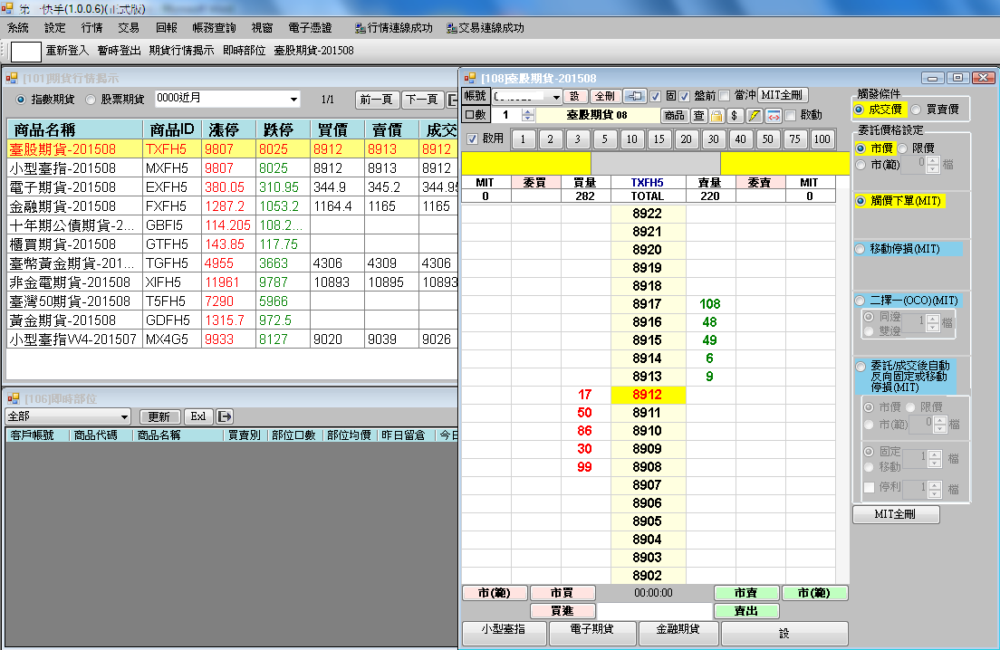 第一快手(1.0.0.6)(正式版)
系統 設定 行情 交易 回報 帳務查詢 視窗 電子憑證 行情連線成功 交易連線成功
重新登入 暫時登出 期貨行情揭示 即時部位 臺股期貨-201508
[101]期貨行情揭示
指數期貨 股票期貨 0000近月 1/1 前一頁 下一頁
商品名稱 商品ID 漲停 跌停 買價 賣價 成交
臺股期貨-201508 TXFH5 9807 8025 8912 8913 8912
小型臺指-201508 MXFH5 9807 8025 8912 8913 8912
電子期貨-201508 EXFH5 380.05 310.95 344.9 345.2 344.95
金融期貨-201508 FXFH5 1287.2 1053.2 1164.4 1165 1165
十年期公債期貨-2... GBFI5 114.205 108.2...
櫃買期貨-201508 GTFH5 143.85 117.75
臺幣黃金期貨-201... TGFH5 4955 3663 4306 4309 4306
非金電期貨-201508 XIFH5 11961 9787 10893 10895 10893
臺灣50期貨-201508 T5FH5 7290 5966
黃金期貨-201508 GDFH5 1315.7 972.5
小型臺指W4-201507 MX4G5 9933 8127 9020 9039 9026
[106]即時部位
全部 更新 Exl
客戶帳號 商品代碼 商品名稱 買賣別 部位口數 部位均價 昨日留倉 今日
[108]臺股期貨-201508
帳號 設 全刪 固 盤前 當沖 MIT全刪
口數 1 臺股期貨 08 商品 查 $ 啟動
啟用 1 2 3 5 10 15 20 30 40 50 75 100
MIT 委買 買量 TXFH5 賣量 委賣 MIT
0 282 TOTAL 220 0
8922
8921
8920
8919
8918
8917 108
8916 48
8915 49
8914 6
8913 9
17 8912
50 8911
86 8910
30 8909
99 8908
8907
8906
8905
8904
8903
8902
市(範) 市買 00:00:00 市賣 市(範)
買進 賣出
小型臺指 電子期貨 金融期貨 設
觸發條件
成交價 買賣價
委託價格設定
市價 限價
市(範) 0 檔
觸價下單(MIT)
移動停損(MIT)
二擇一(OCO)(MIT)
同邊 1 檔
雙邊
委託/成交後自動
反向固定或移動
停損(MIT)
市價 限價
市(範) 0 檔
固定 1 檔
移動
停利 1 檔
MIT全刪